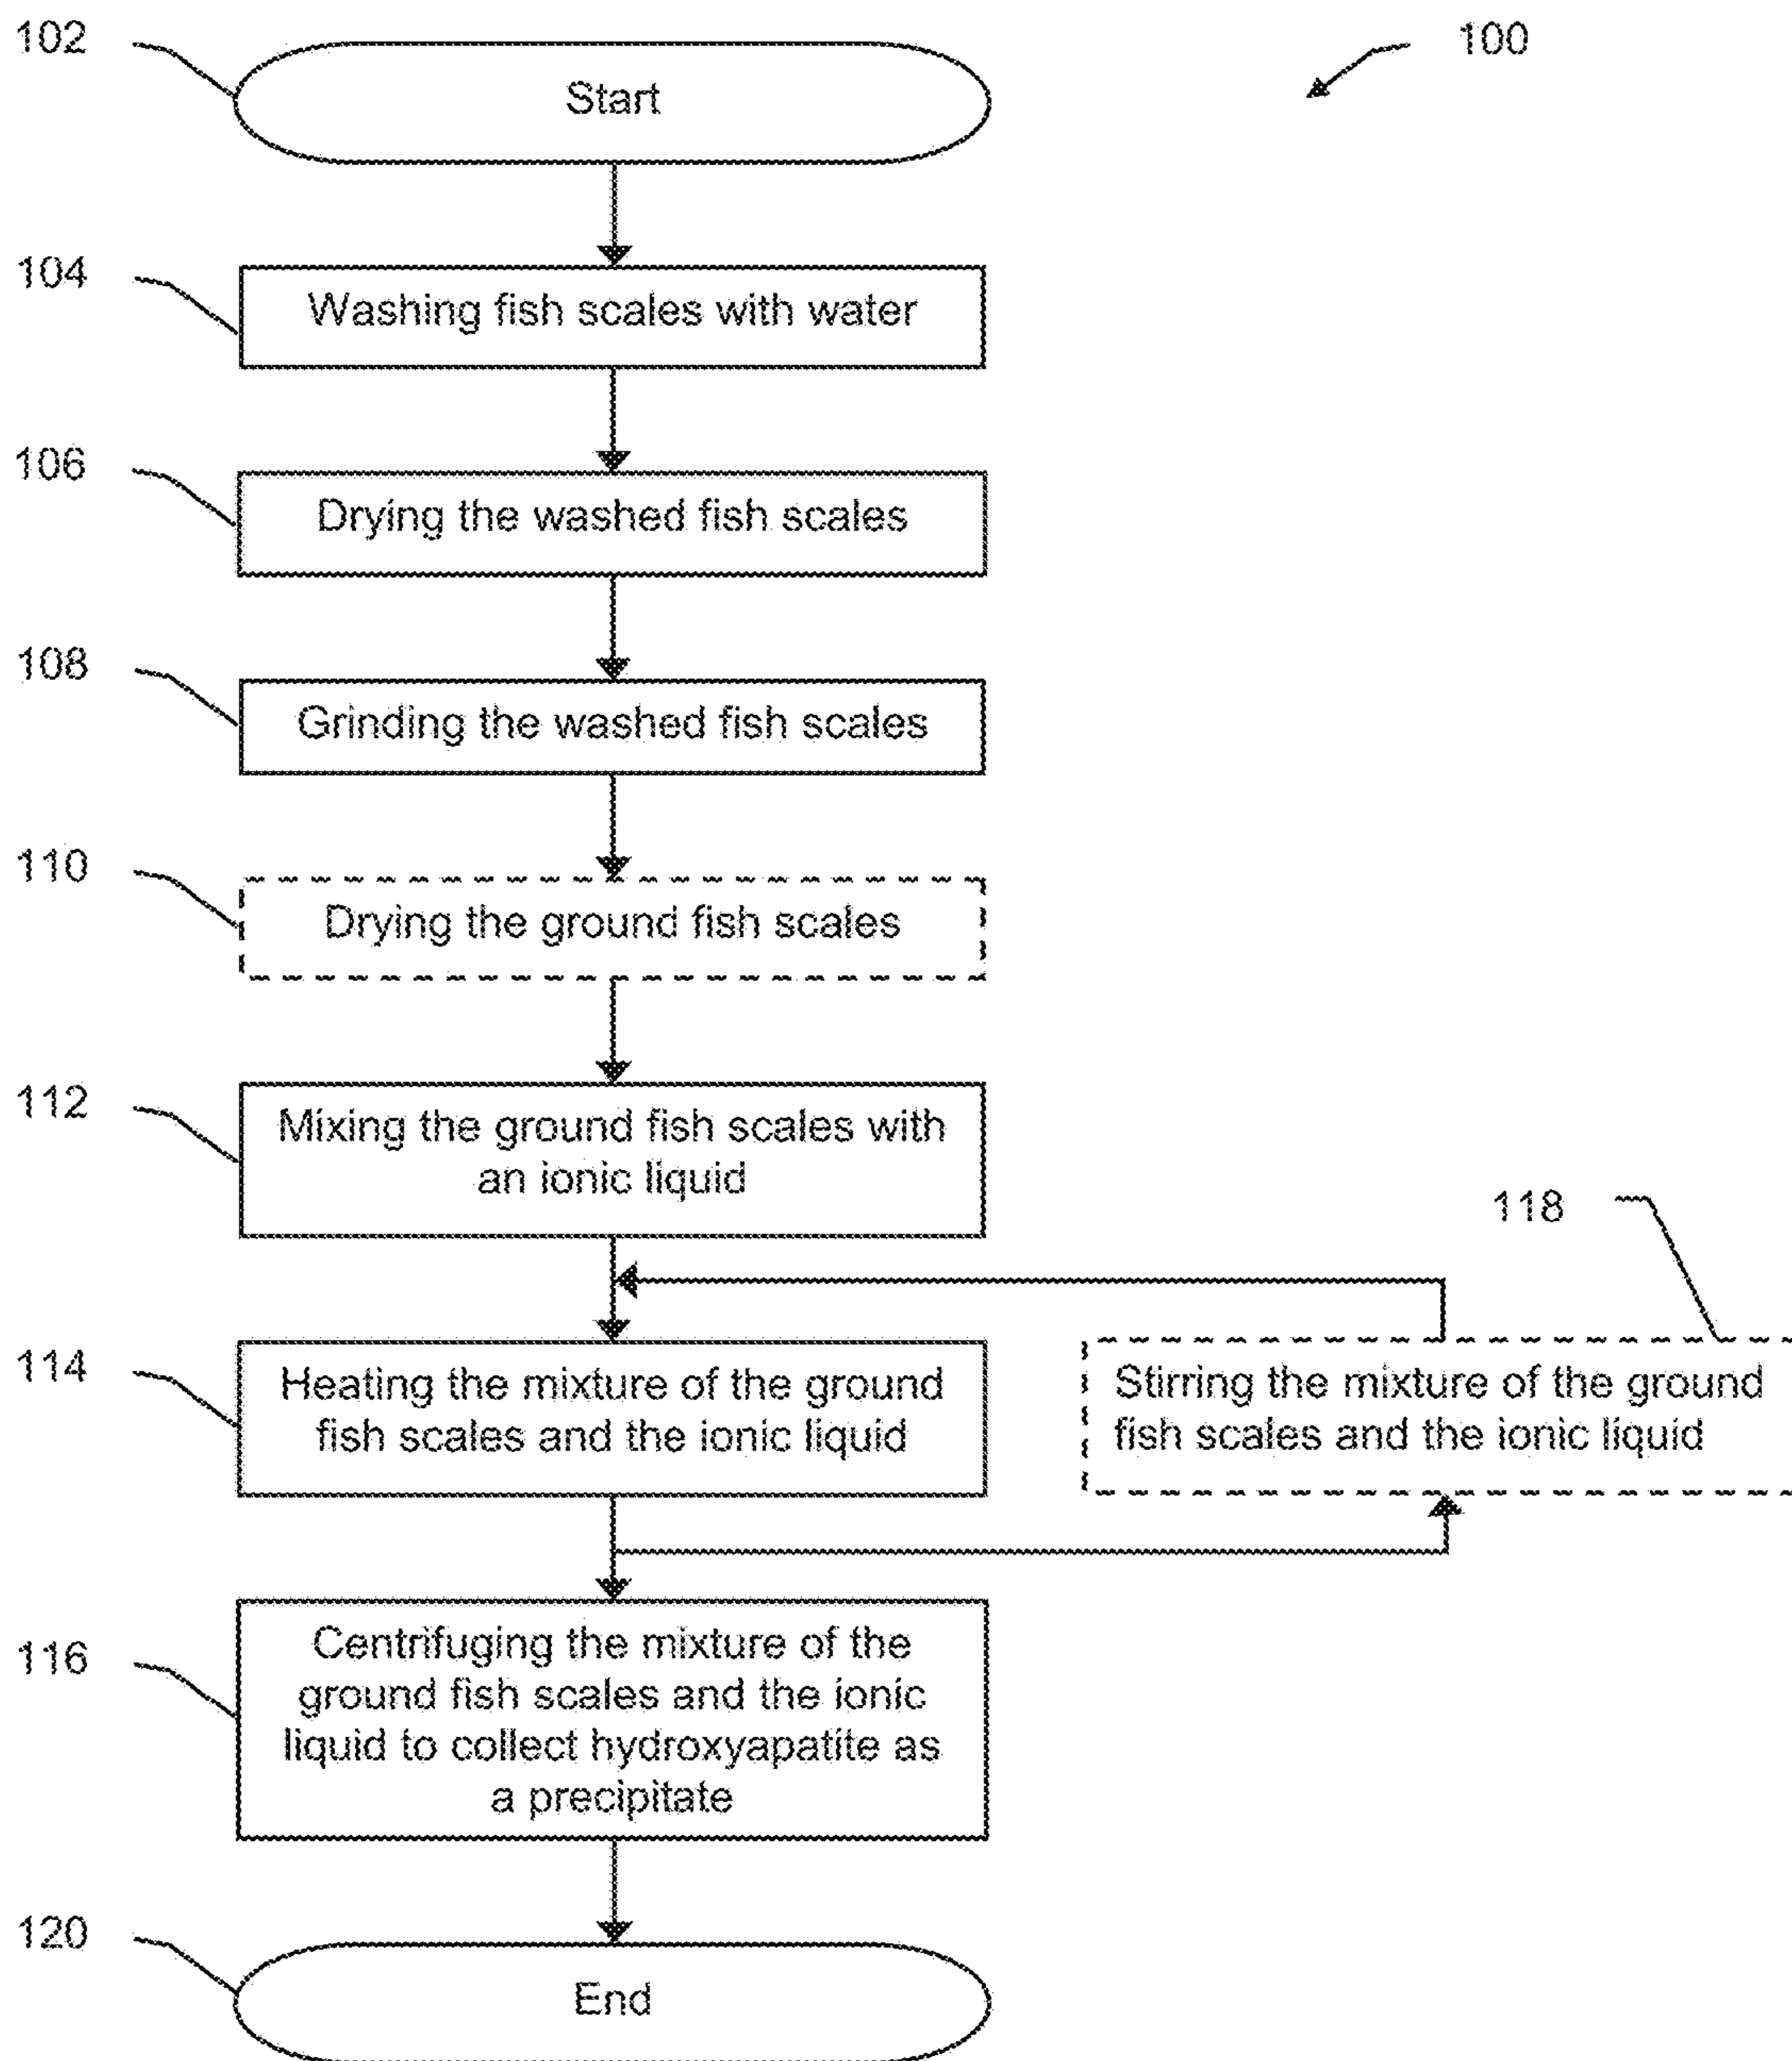 102
Start
100
104
Washing fish scales with water
106
Drying the washed fish scales
108
Grinding the washed fish scales
110
Drying the ground fish scales
112
Mixing the ground fish scales with
an ionic liquid
118
114
Heating the mixture of the ground
fish scales and the ionic liquid
Stirring the mixture of the ground
fish scales and the ionic liquid
116
Centrifuging the mixture of the
ground fish scales and the ionic
liquid to collect hydroxyapatite as
a precipitate
120
End